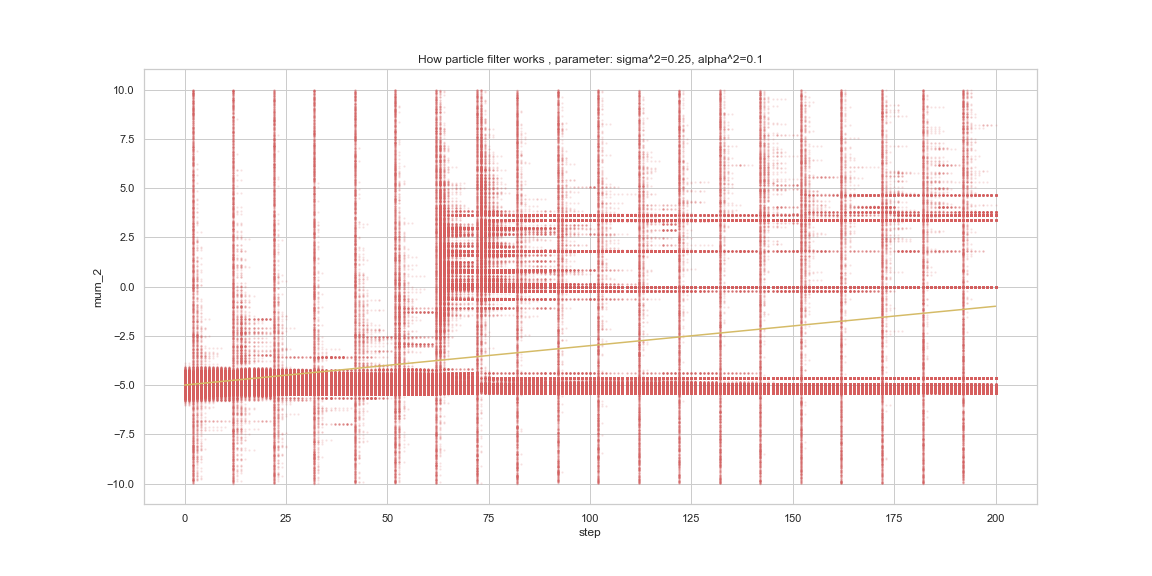 How particle filter works , parameter: sigma^2=0.25, alpha^2=0.1
10.0
7.5
5.0
2.5
0.0
−2.5
−5.0
−7.5
−10.0
mum_2
0 25 50 75 100 125 150 175 200
step